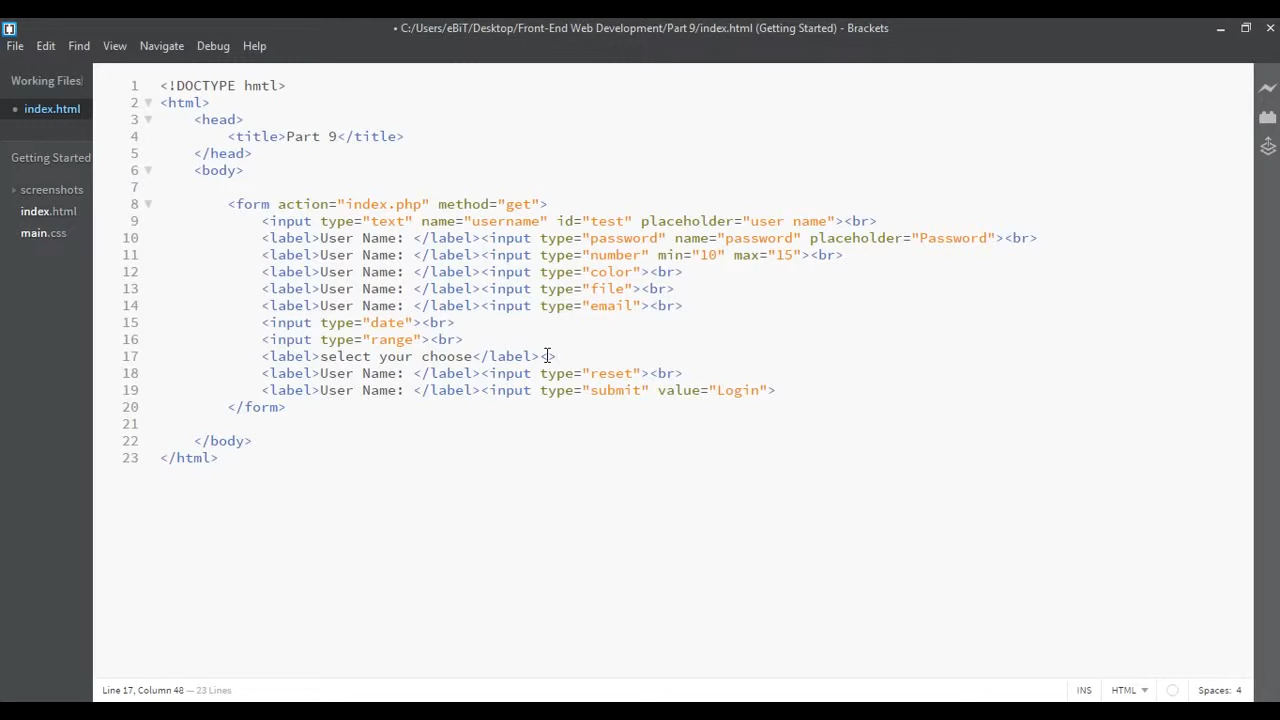 • C:/Users/eBiT/Desktop/Front-End Web Development/Part 9/index.html (Getting Started) - Brackets
File Edit Find View Navigate Debug Help
Working Files
• index.html
Getting Started
screenshots
index.html
main.css
1 <!DOCTYPE hmtl>
2 <html>
3 <head>
4 <title>Part 9</title>
5 </head>
6 <body>
7
8 <form action="index.php" method="get">
9 <input type="text" name="username" id="test" placeholder="user name"><br>
10 <label>User Name: </label><input type="password" name="password" placeholder="Password"><br>
11 <label>User Name: </label><input type="number" min="10" max="15"><br>
12 <label>User Name: </label><input type="color"><br>
13 <label>User Name: </label><input type="file"><br>
14 <label>User Name: </label><input type="email"><br>
15 <input type="date"><br>
16 <input type="range"><br>
17 <label>select your choose</label><>
18 <label>User Name: </label><input type="reset"><br>
19 <label>User Name: </label><input type="submit" value="Login">
20 </form>
21
22 </body>
23 </html>
Line 17, Column 48 — 23 Lines
INS HTML Spaces: 4